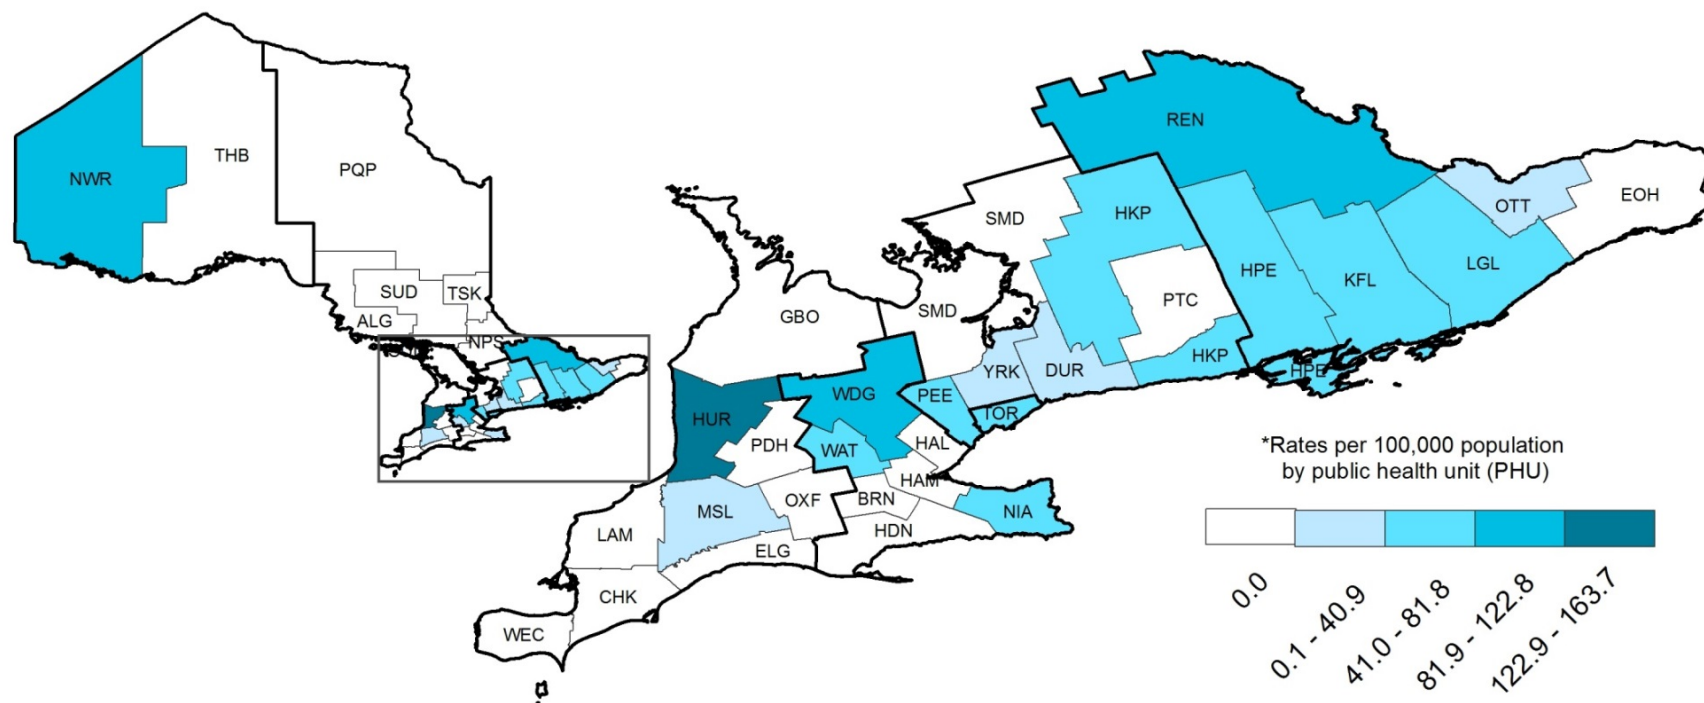 NWR
THB
PQP
SUD
TSK
ALG
NPS
REN
SMD
HKP
OTT
EOH
HPE
KFL
LGL
PTC
GBO
SMD
HKP
YRK
DUR
HPE
WDG
PEE
TOR
HUR
PDH
WAT
HAL
HAM
OXF
BRN
MSL
NIA
HDN
LAM
ELG
CHK
WEC
*Rates per 100,000 population
by public health unit (PHU)
0.0
0.1 - 40.9
41.0 - 81.8
81.9 - 122.8
122.9 - 163.7